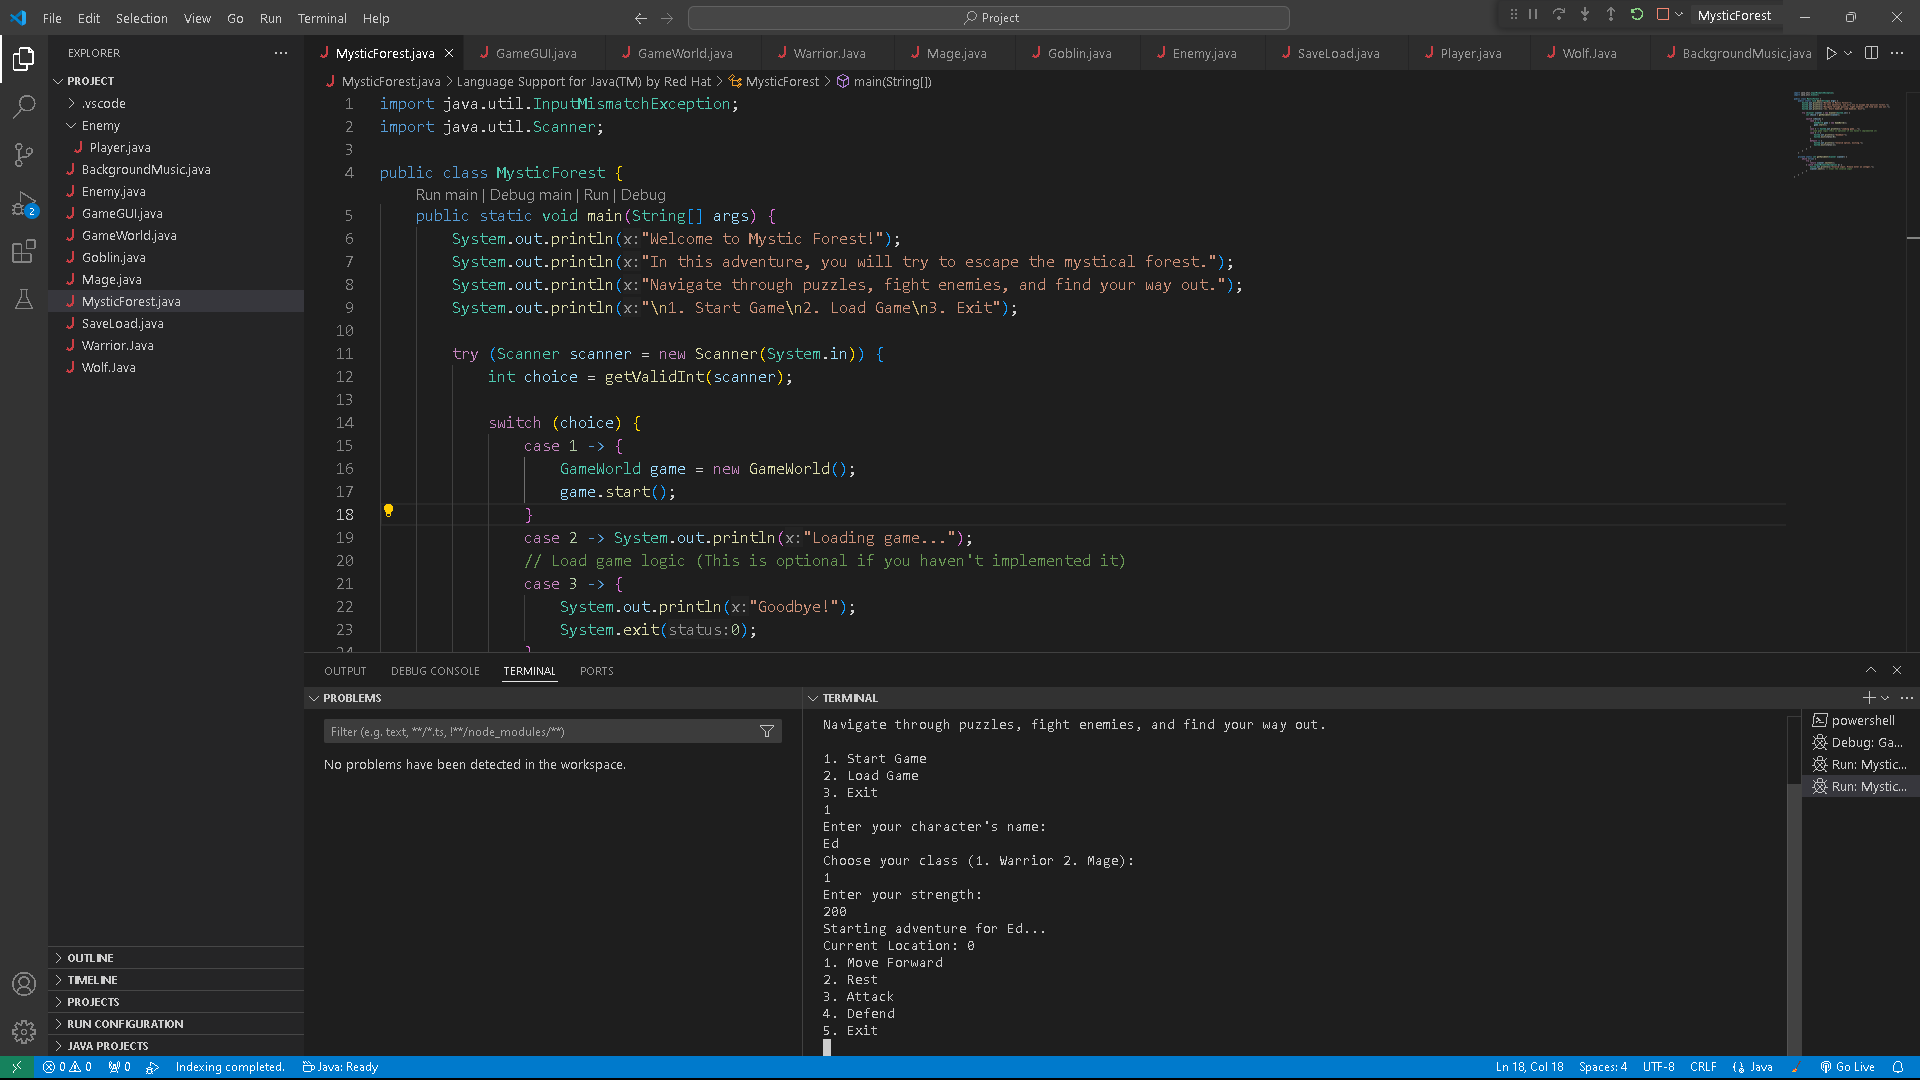 File Edit Selection View Go Run Terminal Help
Project
MysticForest
EXPLORER
MysticForest.java
GameGUI.java
GameWorld.java
Warrior.Java
Mage.java
Goblin.java
Enemy.java
SaveLoad.java
Player.java
Wolf.Java
BackgroundMusic.java
PROJECT
.vscode
Enemy
Player.java
BackgroundMusic.java
Enemy.java
GameGUI.java
GameWorld.java
Goblin.java
Mage.java
MysticForest.java
SaveLoad.java
Warrior.Java
Wolf.Java
OUTLINE
TIMELINE
PROJECTS
RUN CONFIGURATION
JAVA PROJECTS
2
MysticForest.java > Language Support for Java(TM) by Red Hat > MysticForest > main(String[])
1 import java.util.InputMismatchException;
2 import java.util.Scanner;
3
4 public class MysticForest {
Run main | Debug main | Run | Debug
5 public static void main(String[] args) {
6 System.out.println(x:"Welcome to Mystic Forest!");
7 System.out.println(x:"In this adventure, you will try to escape the mystical forest.");
8 System.out.println(x:"Navigate through puzzles, fight enemies, and find your way out.");
9 System.out.println(x:"\n1. Start Game\n2. Load Game\n3. Exit");
10
11 try (Scanner scanner = new Scanner(System.in)) {
12 int choice = getValidInt(scanner);
13
14 switch (choice) {
15 case 1 -> {
16 GameWorld game = new GameWorld();
17 game.start();
18 }
19 case 2 -> System.out.println(x:"Loading game...");
20 // Load game logic (This is optional if you haven't implemented it)
21 case 3 -> {
22 System.out.println(x:"Goodbye!");
23 System.exit(status:0);
24 }
OUTPUT DEBUG CONSOLE TERMINAL PORTS
PROBLEMS
Filter (e.g. text, **/*.ts, !**/node_modules/**)
No problems have been detected in the workspace.
TERMINAL
Navigate through puzzles, fight enemies, and find your way out.
1. Start Game
2. Load Game
3. Exit
1
Enter your character's name:
Ed
Choose your class (1. Warrior 2. Mage):
1
Enter your strength:
200
Starting adventure for Ed...
Current Location: 0
1. Move Forward
2. Rest
3. Attack
4. Defend
5. Exit
powershell
Debug: Ga...
Run: Mystic...
Run: Mystic...
0 0 0 Indexing completed. Java: Ready
Ln 18, Col 18 Spaces: 4 UTF-8 CRLF Java Go Live